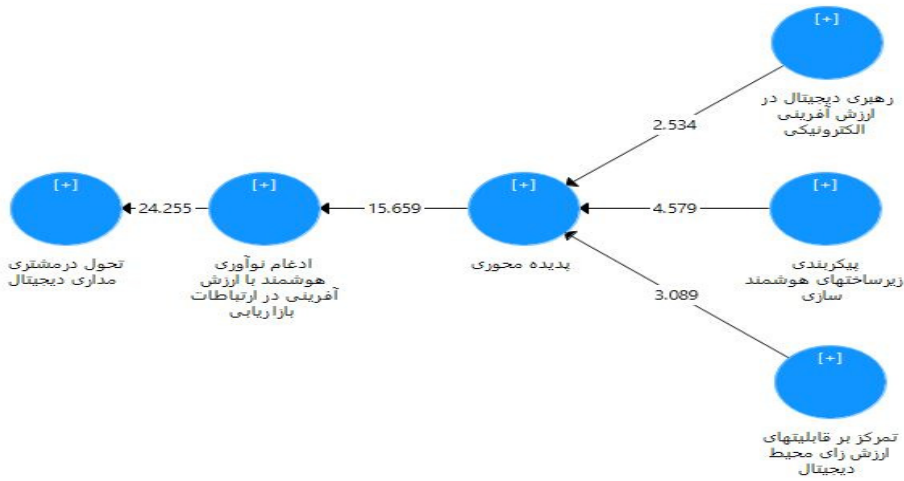 [+]
رهبری دیجیتال در
ارزش آفرینی
الکترونیکی
2.534
[+]
پیکربندی
زیرساختهای هوشمند
سازی
4.579
[+]
تمرکز بر قابلیتهای
ارزش زای محیط
دیجیتال
3.089
[+]
پدیده محوری
15.659
[+]
ادغام نوآوری
هوشمند با ارزش
آفرینی در ارتباطات
بازاریابی
24.255
[+]
تحول درمشتری
مداری دیجیتال